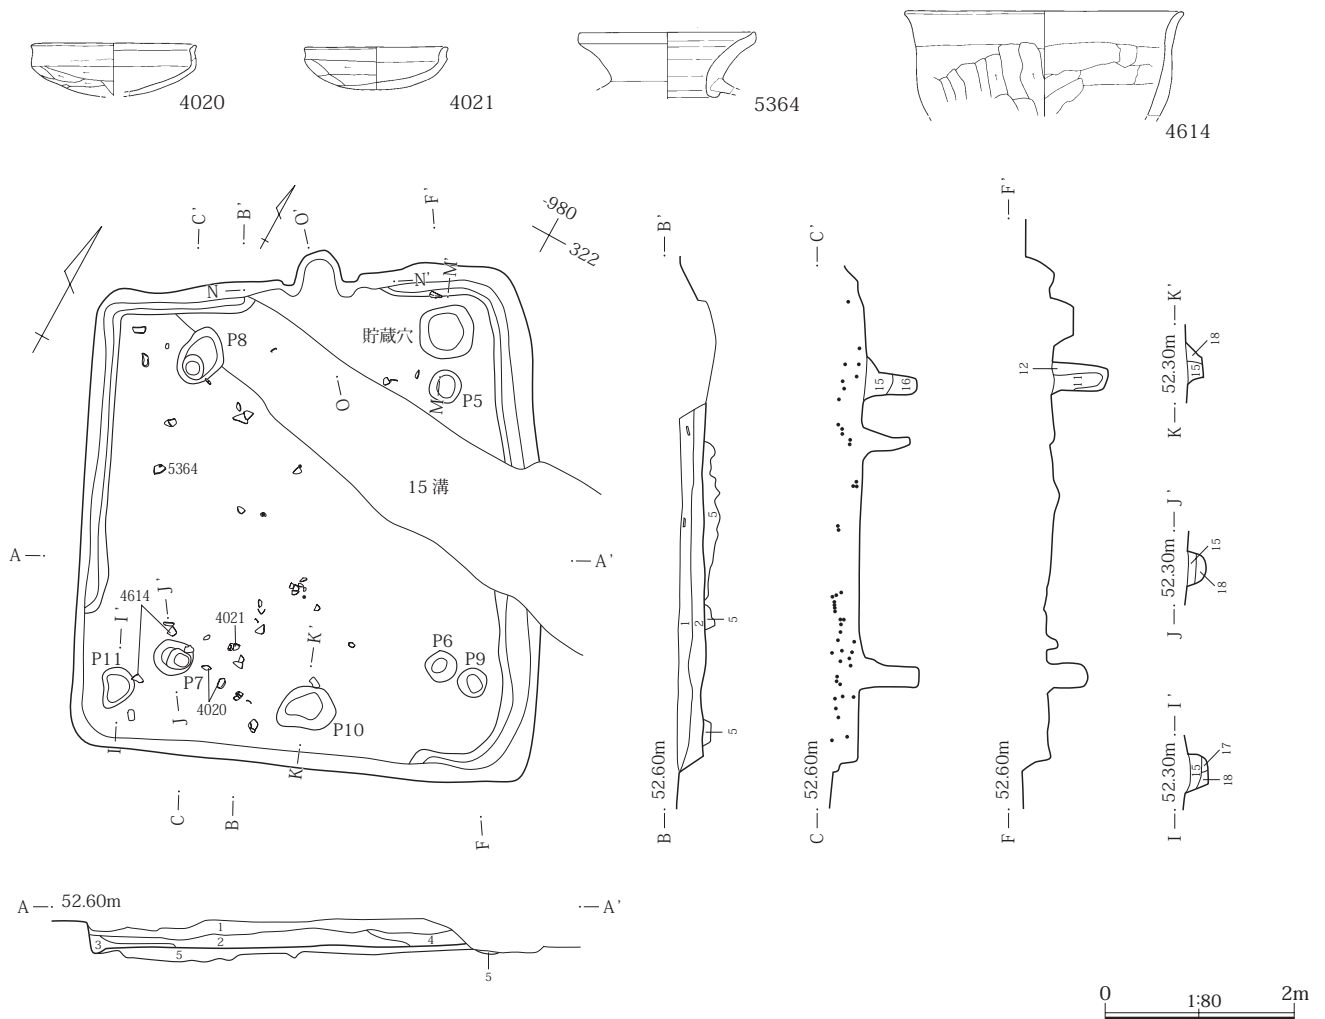 4020
4021
5364
4614
C'
B'
O'
F'
-980
322
N
N'
M'
P8
貯蔵穴
O
M
P5
5364
15 溝
A
A'
4614
J'
I'
4021
K'
P11
P7
4020
P6
P9
P10
J
I
K
C
B
F
B'
5
1
2
5
5
B
52.60m
C'
15
16
C
52.60m
F'
12
11
F
52.60m
K'
18
15
52.30m
K
J'
15
18
52.30m
J
I'
17
15
18
52.30m
I
A
52.60m
A'
1
2
3
4
5
5
0
1:80
2m